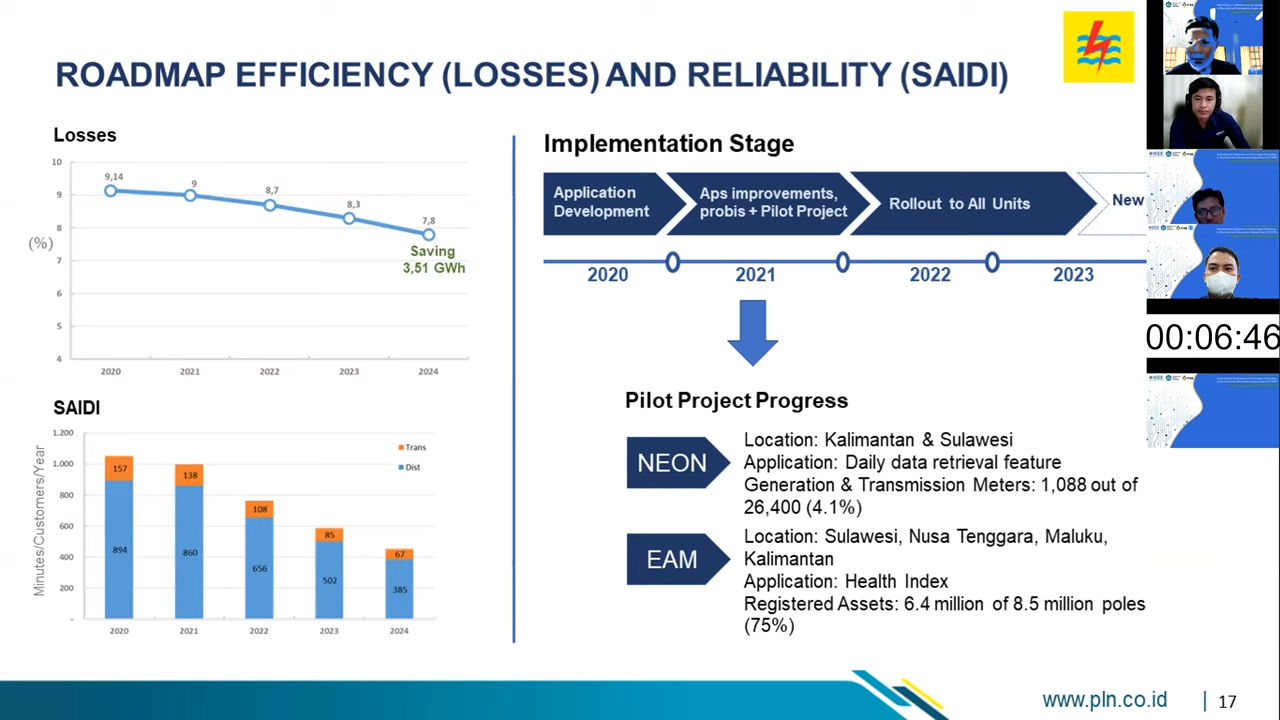 ROADMAP EFFICIENCY (LOSSES) AND RELIABILITY (SAIDI)
Losses
10
9
8
7
6
5
4
(%)
9,14
9
8,7
8,3
7,8
Saving
3,51 GWh
2020
2021
2022
2023
2024
SAIDI
Minutes/Customers/Year
1.200
1.000
800
600
400
200
-
Trans
Dist
157
138
108
85
67
894
860
656
502
385
2020
2021
2022
2023
2024
Implementation Stage
Application
Development
Aps improvements,
probis + Pilot Project
Rollout to All Units
New
2020
2021
2022
2023
Pilot Project Progress
NEON
Location: Kalimantan & Sulawesi
Application: Daily data retrieval feature
Generation & Transmission Meters: 1,088 out of
26,400 (4.1%)
EAM
Location: Sulawesi, Nusa Tenggara, Maluku,
Kalimantan
Application: Health Index
Registered Assets: 6.4 million of 8.5 million poles
(75%)
00:06:46
www.pln.co.id
17